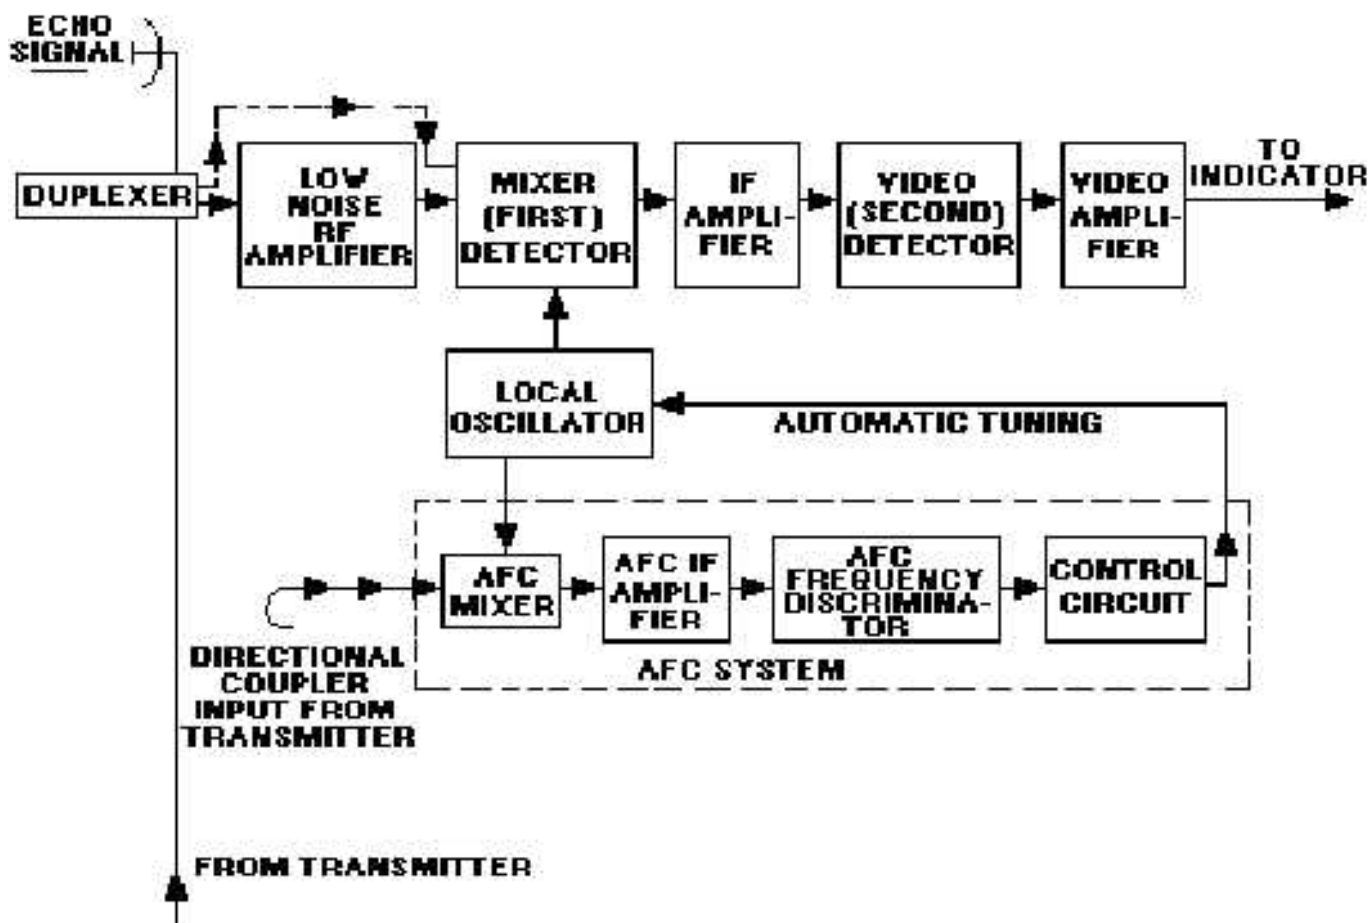 ECHO
SIGNAL
DUPLEXER
LOW
NOISE
RF
AMPLIFIER
MIXER
(FIRST)
DETECTOR
IF
AMPLI-
FIER
VIDEO
(SECOND)
DETECTOR
VIDEO
AMPLI-
FIER
TO
INDICATOR
LOCAL
OSCILLATOR
AUTOMATIC TUNING
AFC
MIXER
AFC IF
AMPLI-
FIER
AFC
FREQUENCY
DISCRIMINA-
TOR
CONTROL
CIRCUIT
AFC SYSTEM
DIRECTIONAL
COUPLER
INPUT FROM
TRANSMITTER
FROM TRANSMITTER